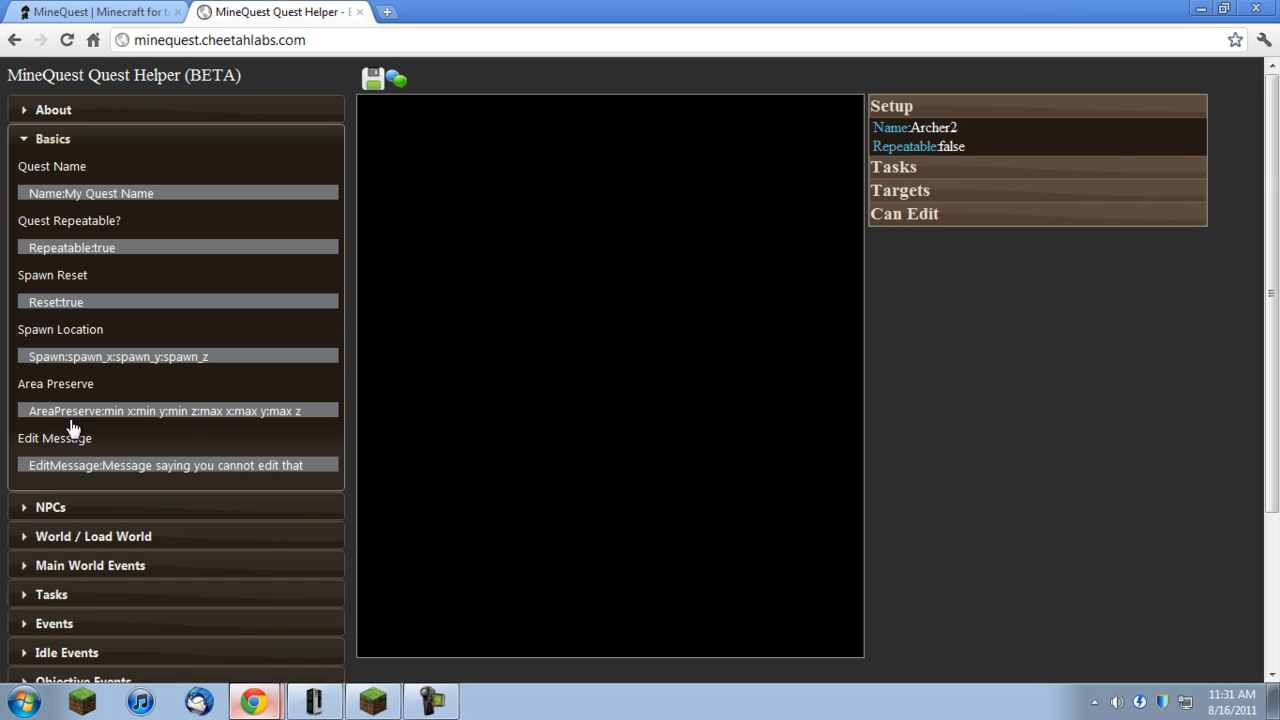 MineQuest | Minecraft for t
MineQuest Quest Helper -
minequest.cheetahlabs.com
MineQuest Quest Helper (BETA)
About
Basics
Quest Name
Name:My Quest Name
Quest Repeatable?
Repeatable:true
Spawn Reset
Reset:true
Spawn Location
Spawn:spawn_x:spawn_y:spawn_z
Area Preserve
AreaPreserve:min x:min y:min z:max x:max y:max z
Edit Message
EditMessage:Message saying you cannot edit that
NPCs
World / Load World
Main World Events
Tasks
Events
Idle Events
Objective Events
Setup
Name:Archer2
Repeatable:false
Tasks
Targets
Can Edit
11:31 AM
8/16/2011